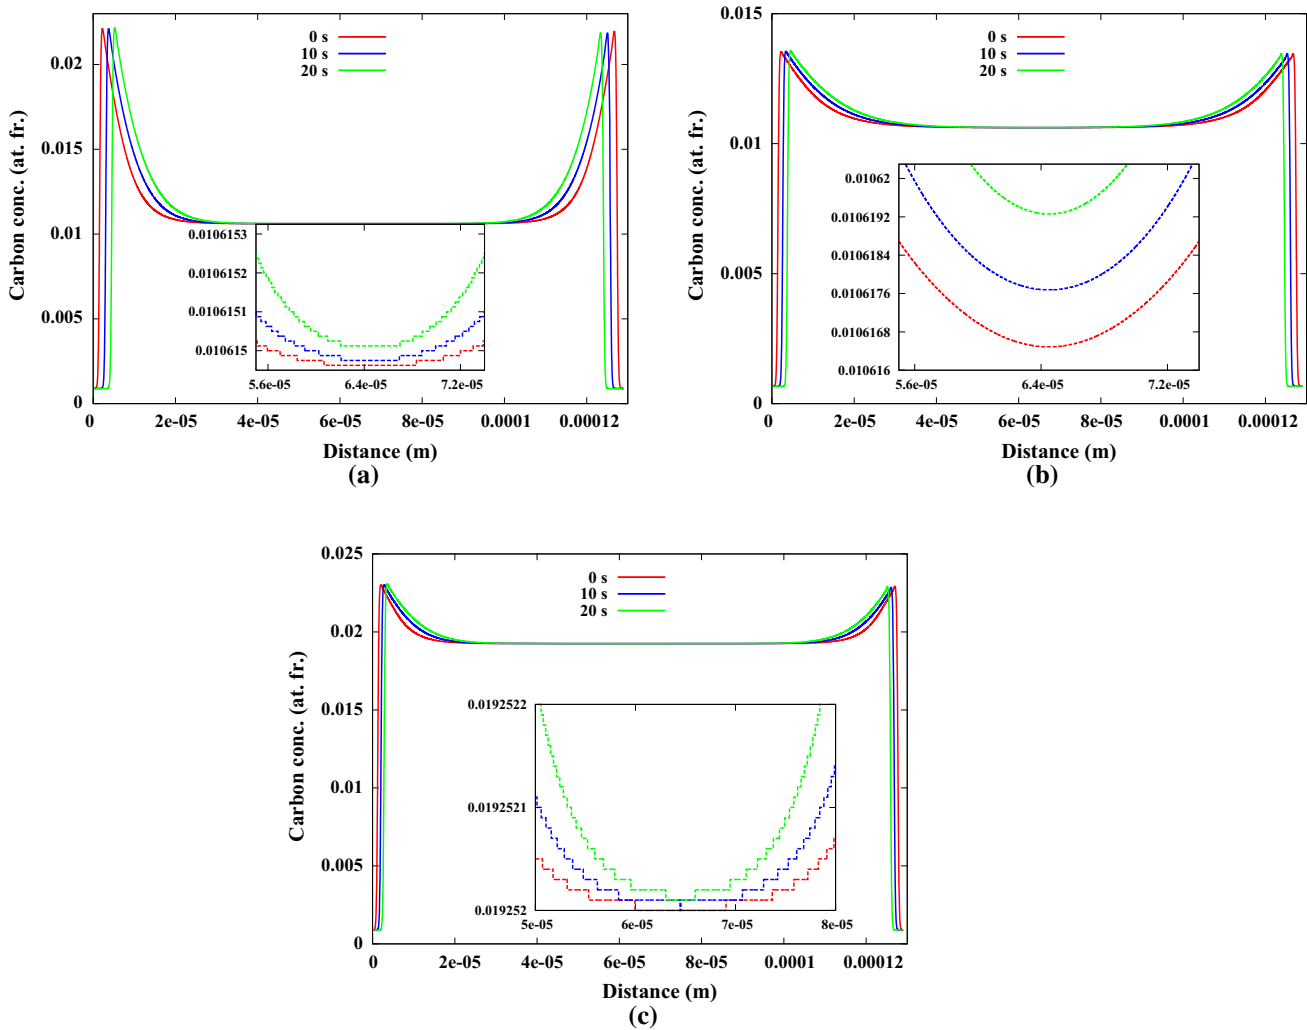 0.02
0.015
0.01
0.005
0
Carbon conc. (at. fr.)
0 s
10 s
20 s
0.0106153
0.0106152
0.0106151
0.010615
5.6e-05 6.4e-05 7.2e-05
0 2e-05 4e-05 6e-05 8e-05 0.0001 0.00012
Distance (m)
(a)
0.015
0.01
0.005
0
Carbon conc. (at. fr.)
0 s
10 s
20 s
0.01062
0.0106192
0.0106184
0.0106176
0.0106168
0.010616
5.6e-05 6.4e-05 7.2e-05
0 2e-05 4e-05 6e-05 8e-05 0.0001 0.00012
Distance (m)
(b)
0.025
0.02
0.015
0.01
0.005
0
Carbon conc. (at. fr.)
0 s
10 s
20 s
0.0192522
0.0192521
0.019252
5e-05 6e-05 7e-05 8e-05
0 2e-05 4e-05 6e-05 8e-05 0.0001 0.00012
Distance (m)
(c)